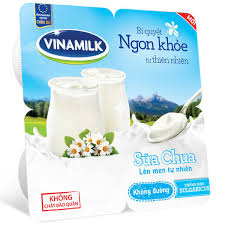 VINAMILK
Bí quyết
Ngon khỏe
từ thiên nhiên
MỚI
Sữa Chua
Lên men tự nhiên
Không đường
BULGARICUS
KHÔNG
CHẤT BẢO QUẢN